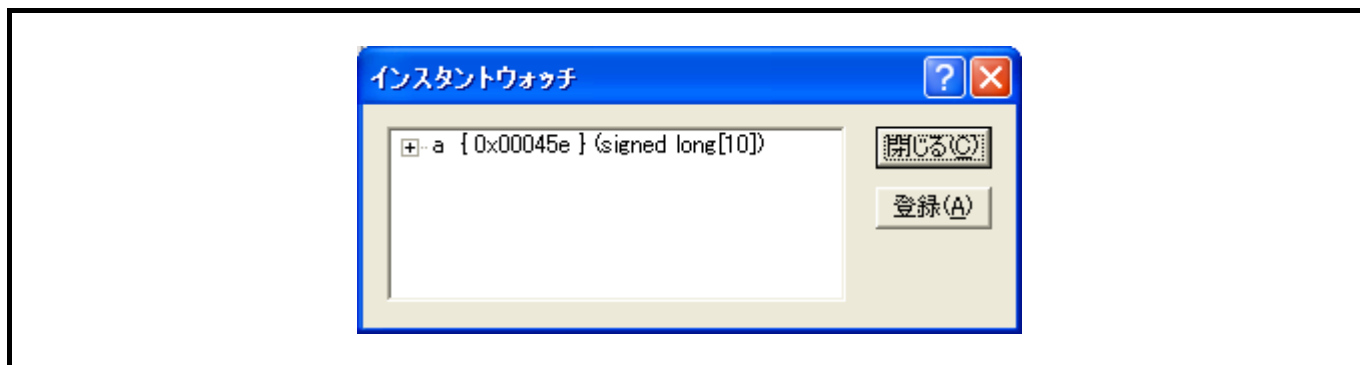 インスタントウォッチ
a { 0x00045e } (signed long[10])
閉じる(C)
登録(A)